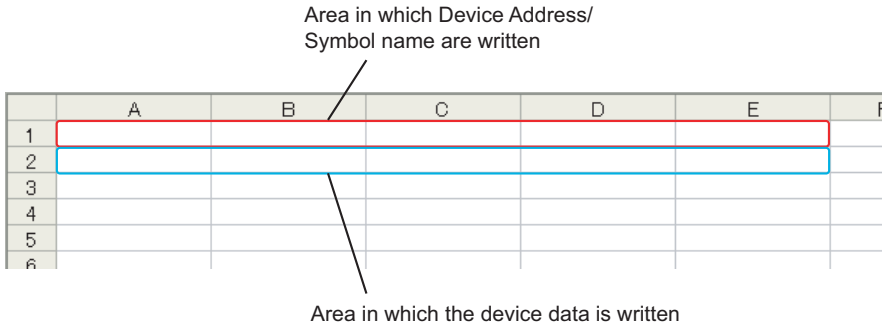 Area in which Device Address/
Symbol name are written
A B C D E F
1
2
3
4
5
6
Area in which the device data is written